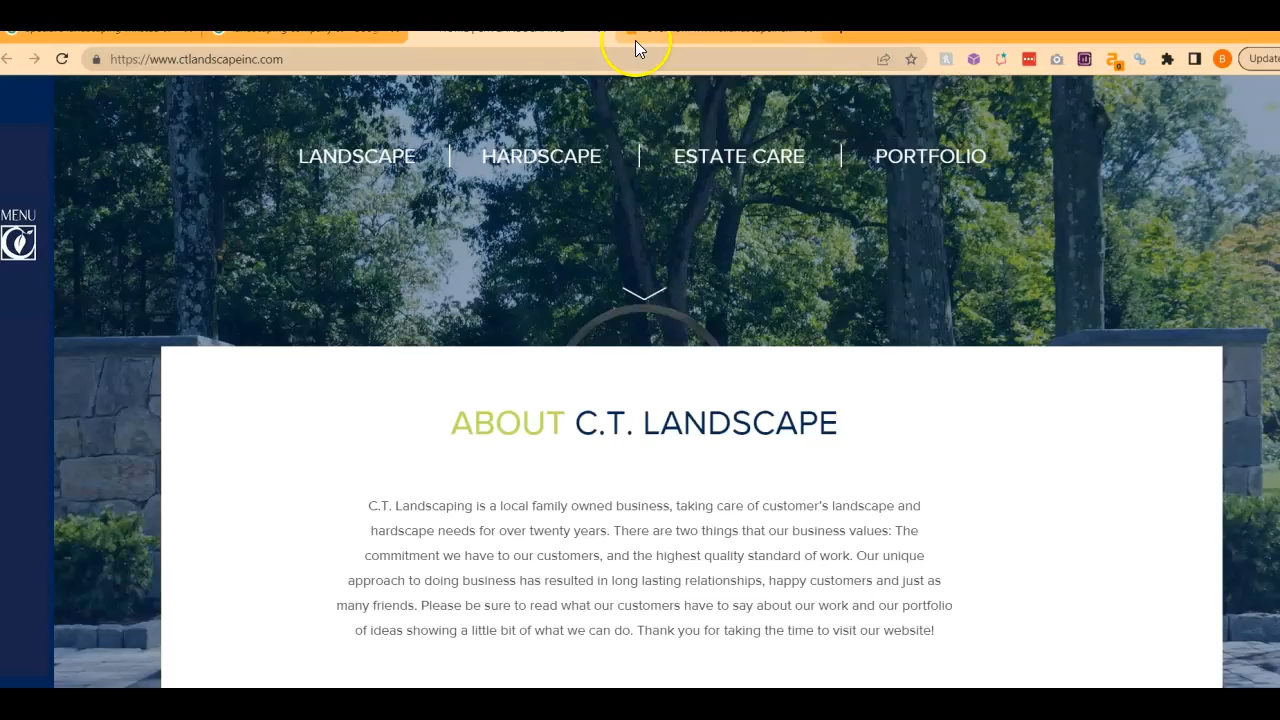 https://www.ctlandscapeinc.com
Update
LANDSCAPE
HARDSCAPE
ESTATE CARE
PORTFOLIO
MENU
ABOUT C.T. LANDSCAPE
C.T. Landscaping is a local family owned business, taking care of customer's landscape and
hardscape needs for over twenty years. There are two things that our business values: The
commitment we have to our customers, and the highest quality standard of work. Our unique
approach to doing business has resulted in long lasting relationships, happy customers and just as
many friends. Please be sure to read what our customers have to say about our work and our portfolio
of ideas showing a little bit of what we can do. Thank you for taking the time to visit our website!